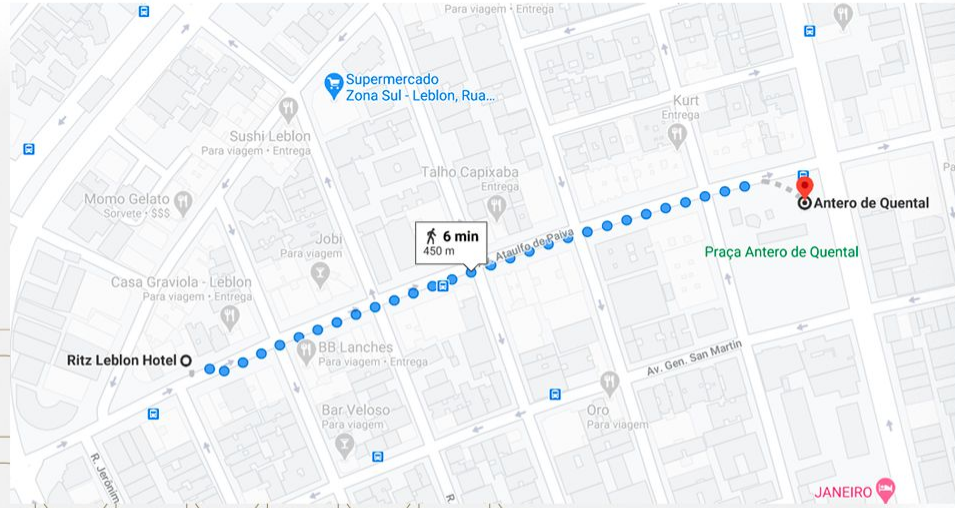 Para viagem • Entrega
Supermercado
Zona Sul - Leblon, Rua...
Kurt
Entrega
Sushi Leblon
Para viagem • Entrega
Talho Capixaba
Entrega
Momo Gelato
Sorvete • $$$
Antero de Quental
6 min
450 m
Ataulfo de Paiva
Jobi
Para viagem
Praça Antero de Quental
Casa Graviola - Leblon
Para viagem • Entrega
BB Lanches
Para viagem • Entrega
Ritz Leblon Hotel
Av. Gen. San Martin
Bar Veloso
Para viagem
Oro
Para viagem
R. Jerônim
R
JANEIRO